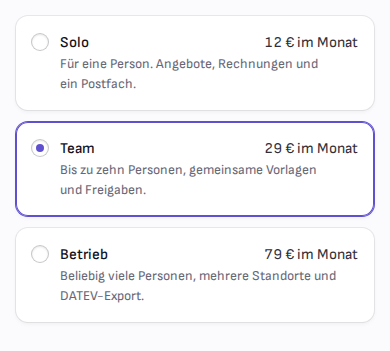 Solo 12 € im Monat
Für eine Person. Angebote, Rechnungen und
ein Postfach.
Team 29 € im Monat
Bis zu zehn Personen, gemeinsame Vorlagen
und Freigaben.
Betrieb 79 € im Monat
Beliebig viele Personen, mehrere Standorte und
DATEV-Export.